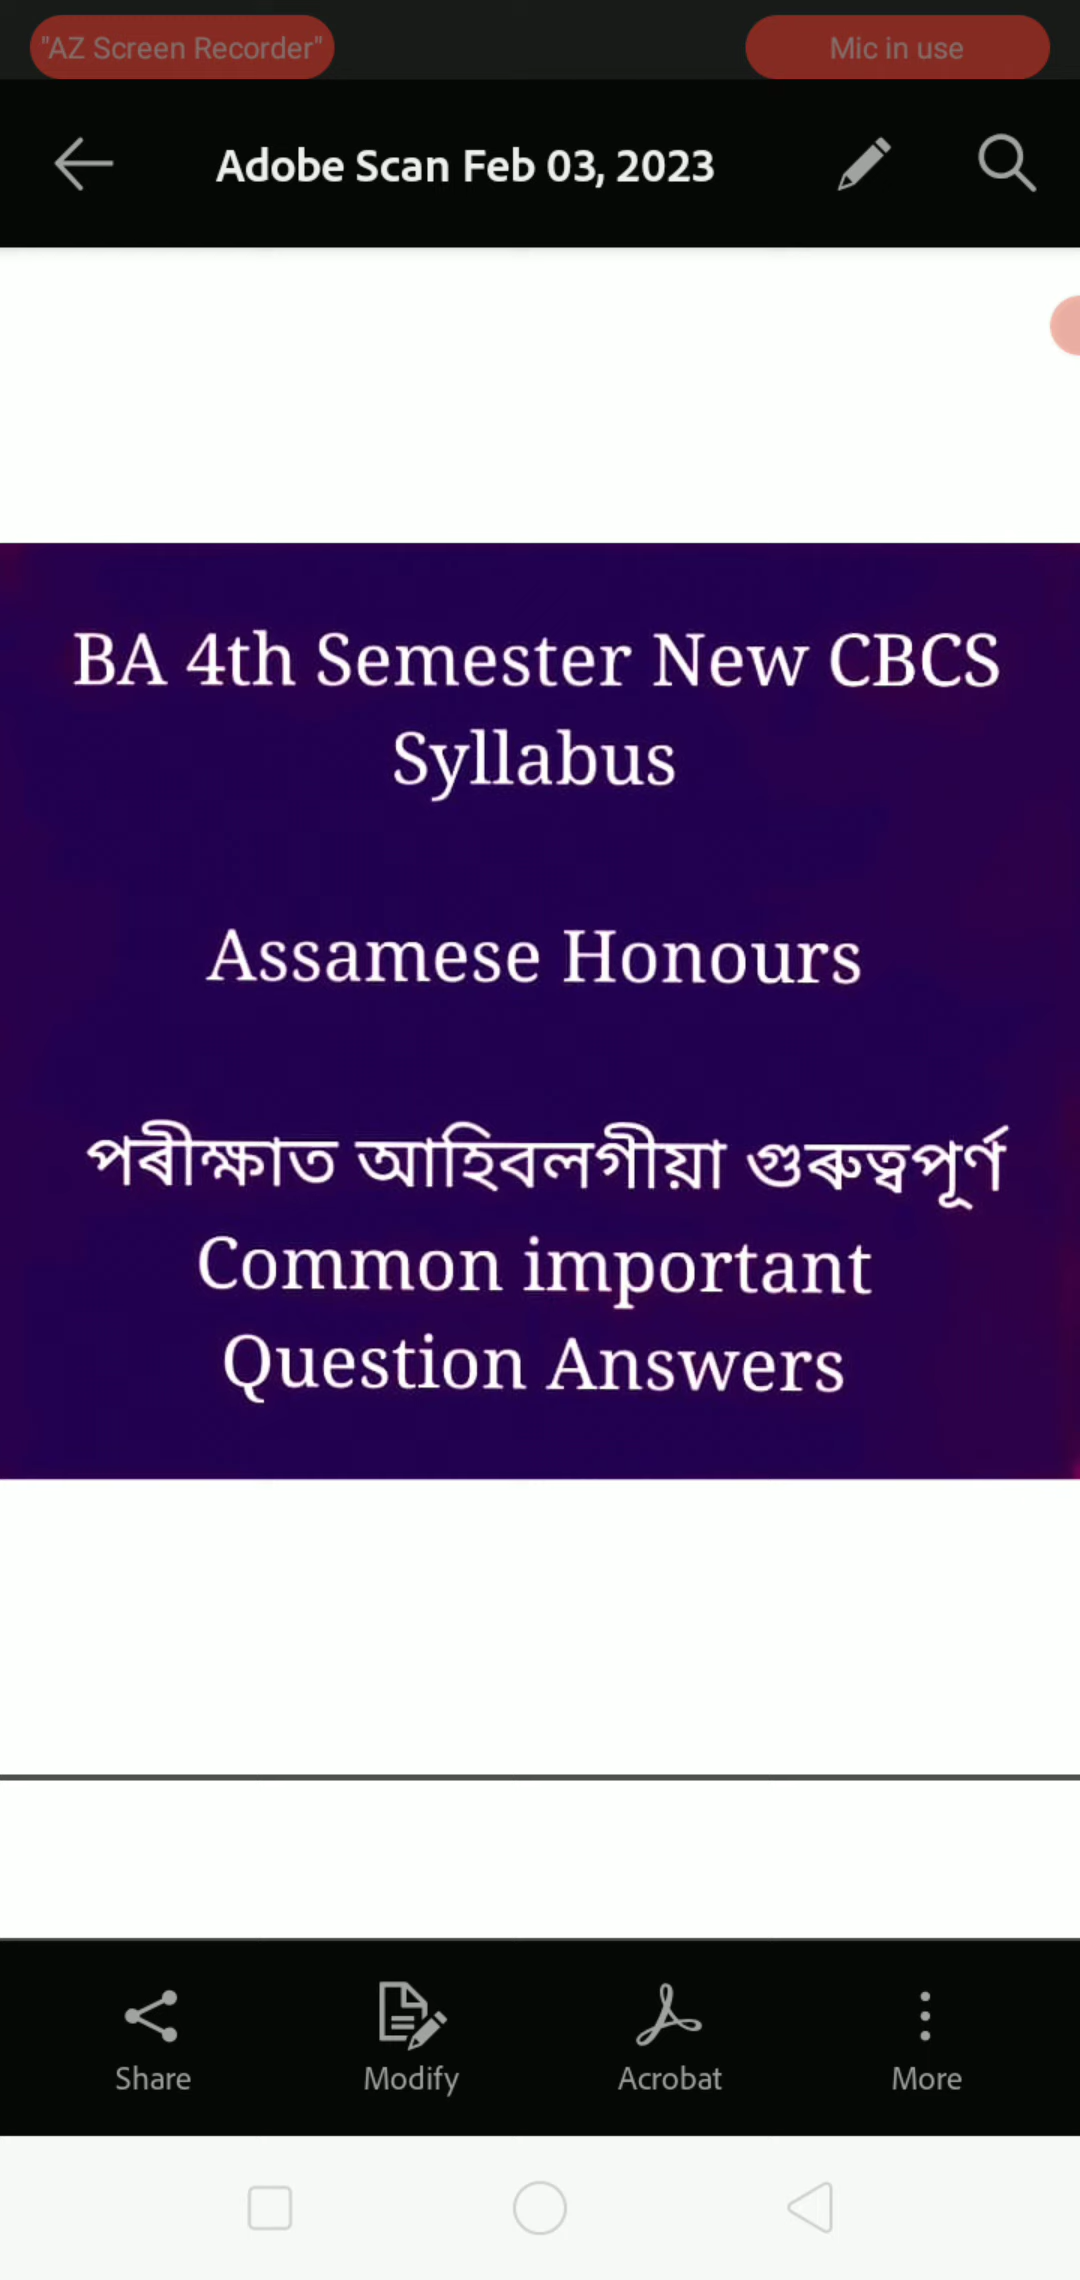 "AZ Screen Recorder" Mic in use
Adobe Scan Feb 03, 2023
BA 4th Semester New CBCS
Syllabus
Assamese Honours
পৰীক্ষাত আহিবলগীয়া গুৰুত্বপূৰ্ণ
Common important
Question Answers
Share Modify Acrobat More